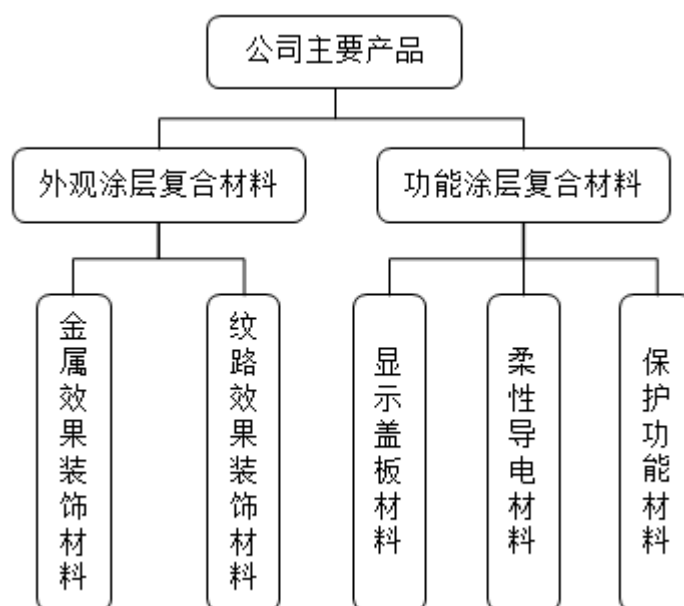 公司主要产品
外观涂层复合材料
功能涂层复合材料
金属效果装饰材料
纹路效果装饰材料
显示盖板材料
柔性导电材料
保护功能材料